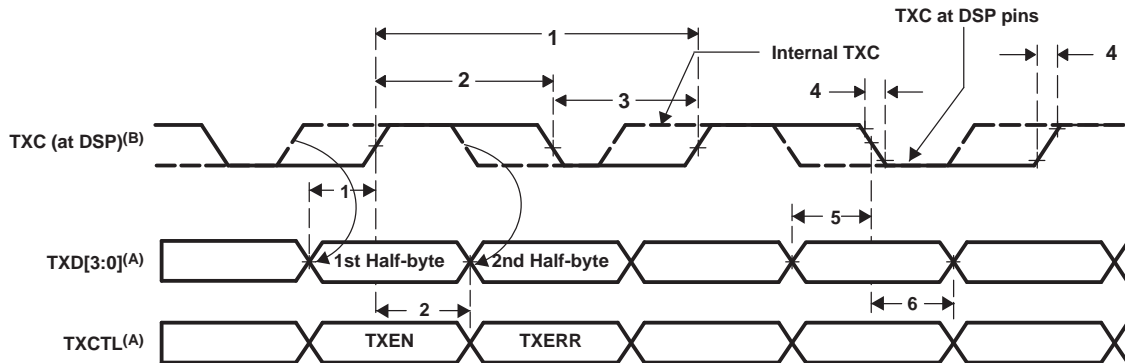 TXC at DSP pins
1
Internal TXC
4
2
4
3
TXC (at DSP)(B)
1
5
TXD[3:0](A)
1st Half-byte
2nd Half-byte
2
6
TXCTL(A)
TXEN
TXERR